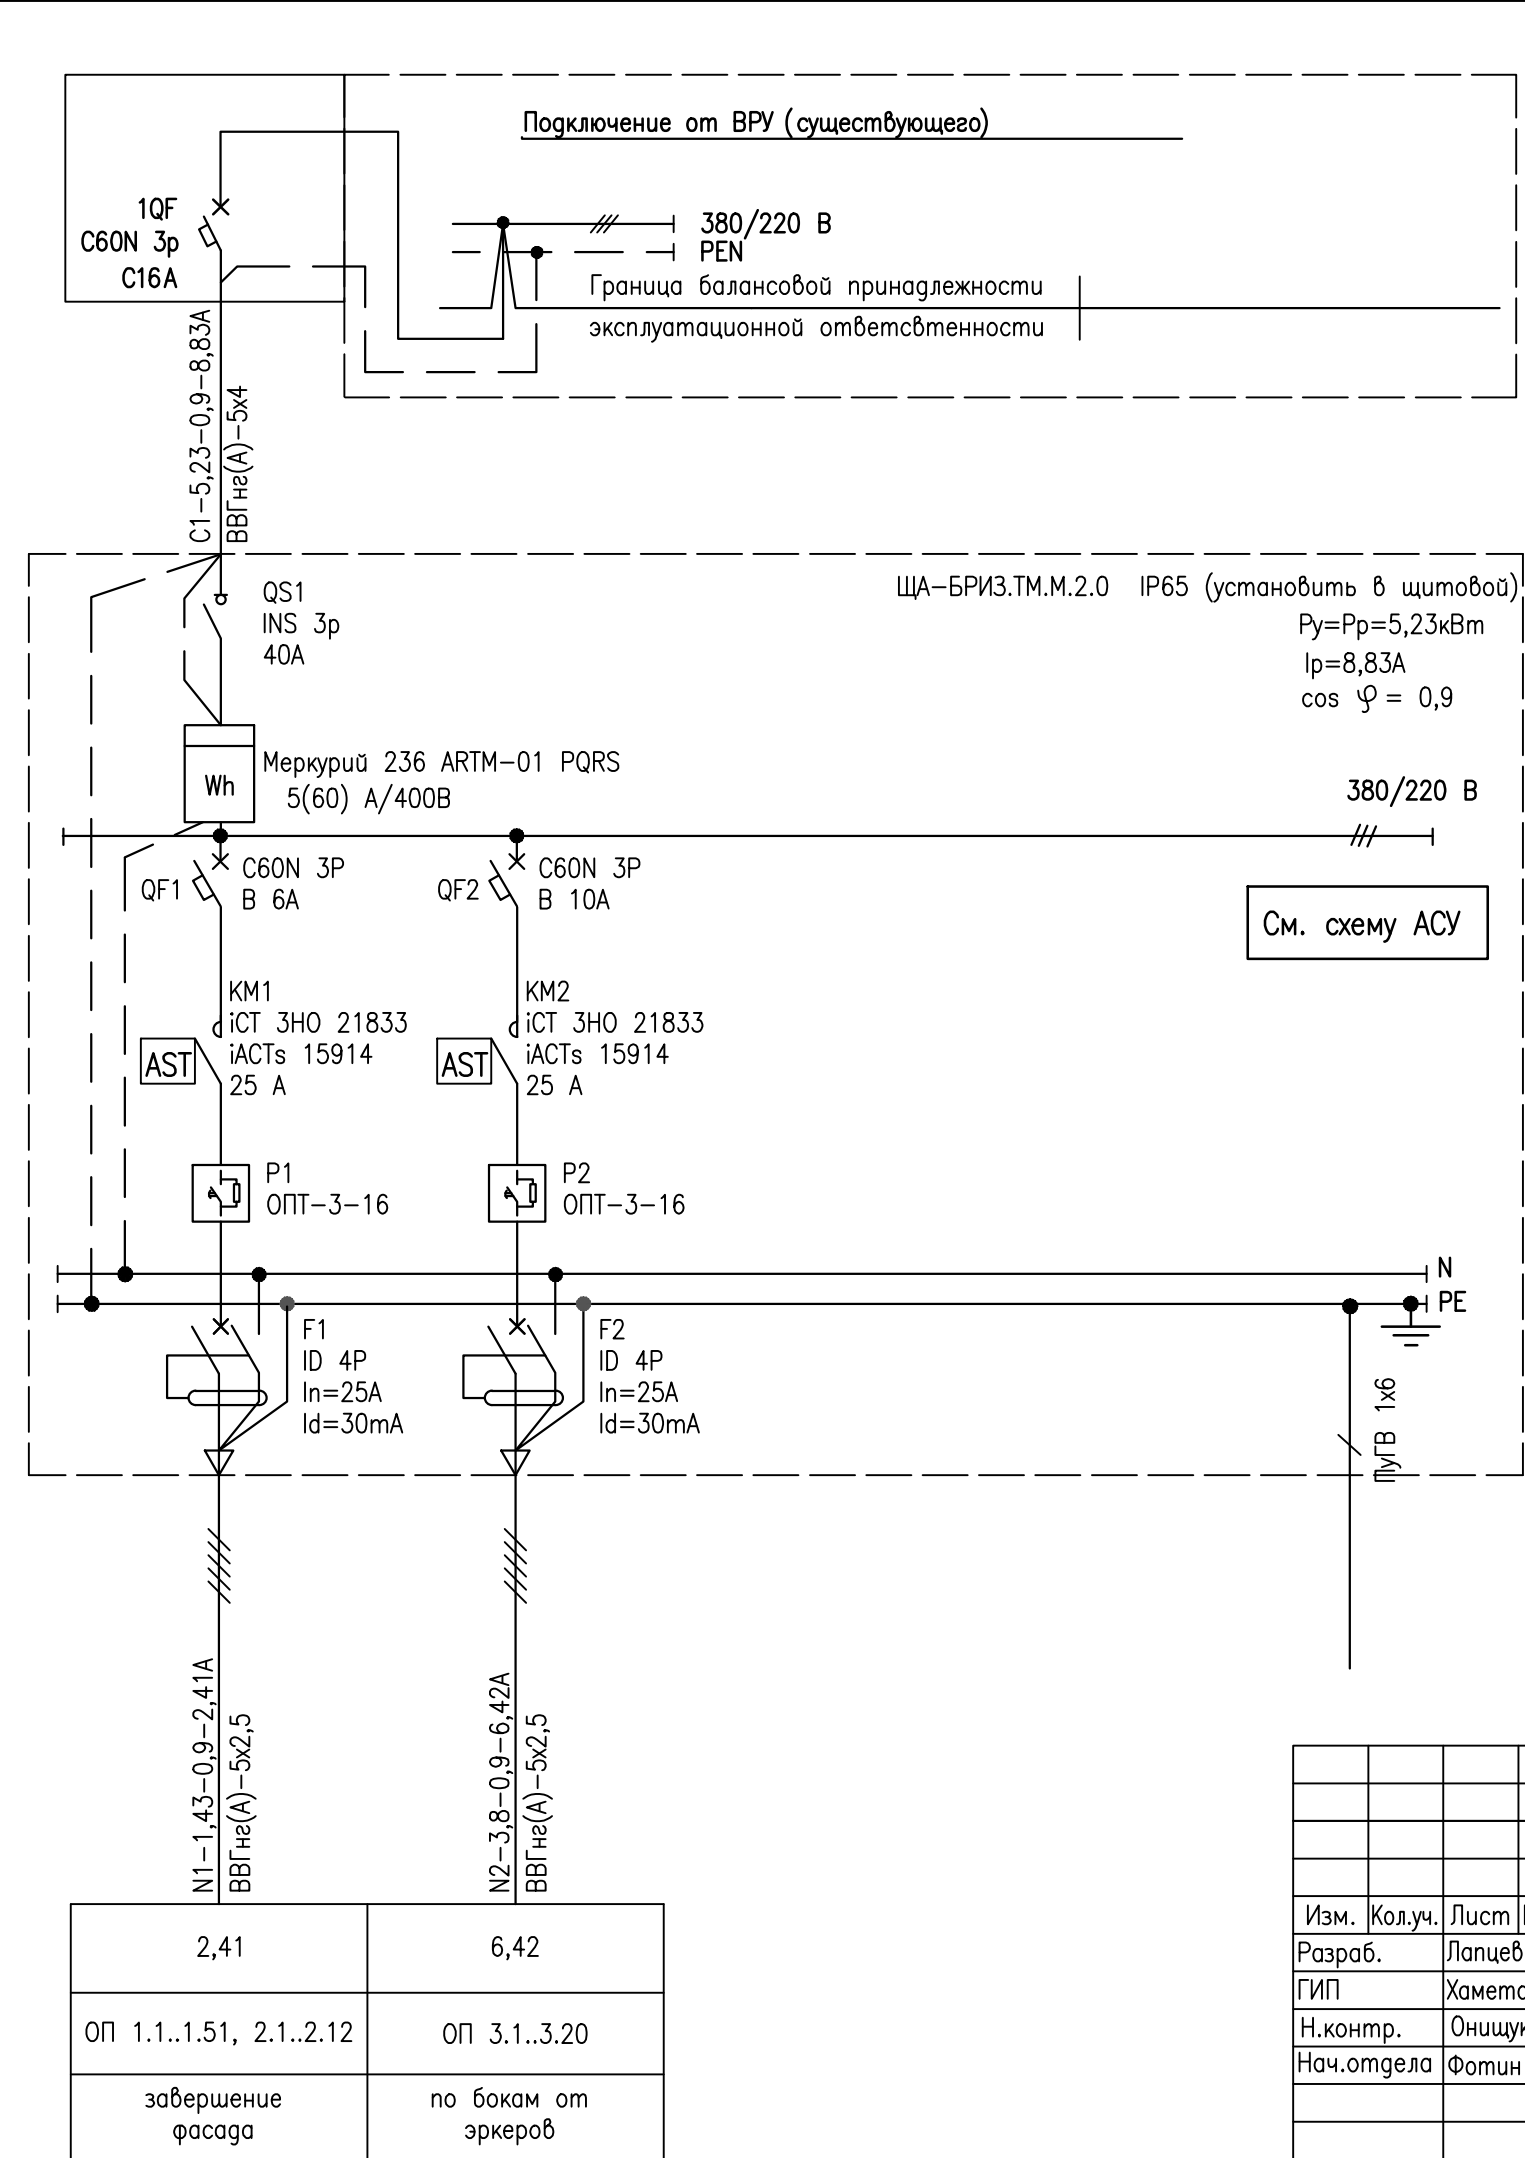 Подключение от ВРУ (существующего)
1QF
C60N 3p
C16A
380/220 В
PEN
Граница балансовой принадлежности
эксплуатационной ответсвтенности
С1-5,23-0,9-8,83А
ВВГнг(А)-5х4
ЩА-БРИЗ.ТМ.М.2.0 IP65 (установить в щитовой)
Ру=Рр=5,23кВт
Iр=8,83А
cos φ = 0,9
QS1
INS 3p
40A
Wh
Меркурий 236 ARTM-01 PQRS
5(60) А/400В
380/220 В
QF1
C60N 3P
B 6A
QF2
C60N 3P
B 10A
См. схему АСУ
KM1
iCT 3НО 21833
iACTs 15914
25 A
AST
KM2
iCT 3НО 21833
iACTs 15914
25 A
AST
P1
ОПТ-3-16
P2
ОПТ-3-16
N
PE
F1
ID 4P
In=25A
Id=30mA
F2
ID 4P
In=25A
Id=30mA
ПуГВ 1х6
N1-1,43-0,9-2,41А
ВВГнг(А)-5х2,5
N2-3,8-0,9-6,42А
ВВГнг(А)-5х2,5
2,41
6,42
ОП 1.1..1.51, 2.1..2.12
ОП 3.1..3.20
завершение
фасада
по бокам от
эркеров
Изм. Кол.уч. Лист
Разраб. Лапцев
ГИП Хамето
Н.контр. Онищук
Нач.отдела Фотин